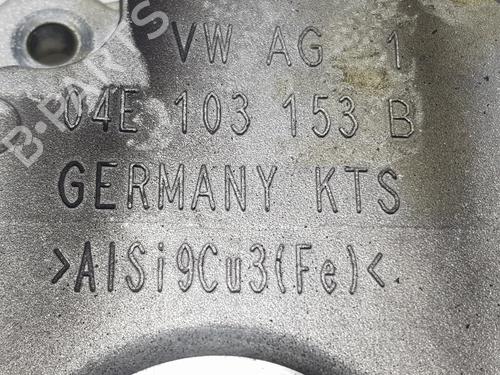 B-PARTS
VW AG 1
04E 103 153 B
GERMANY KTS
>AlSi9Cu3(Fe)<